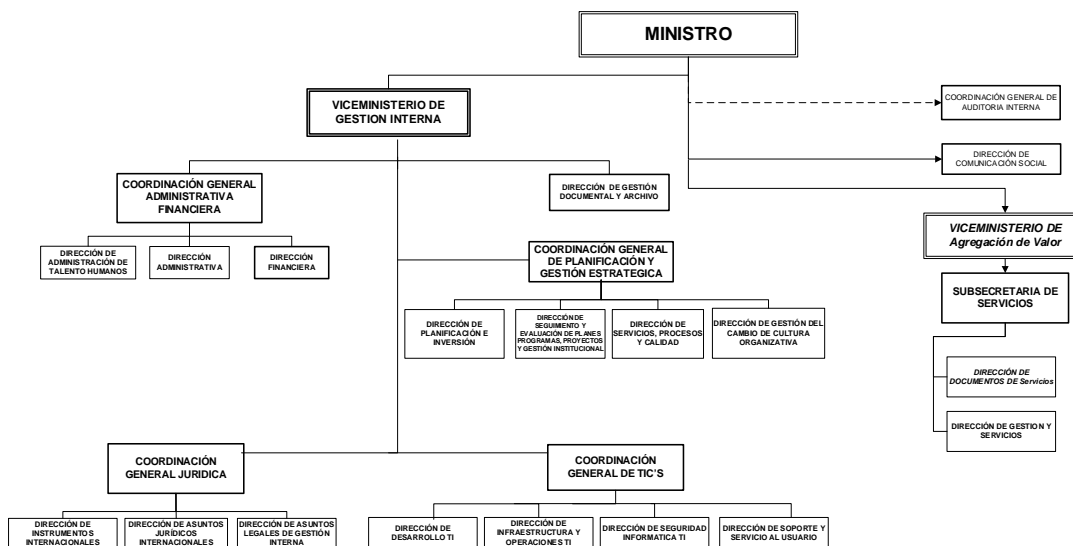 MINISTRO
VICEMINISTERIO DE
GESTION INTERNA
COORDINACIÓN GENERAL DE
AUDITORIA INTERNA
DIRECCIÓN DE
COMUNICACIÓN SOCIAL
COORDINACIÓN GENERAL
ADMINISTRATIVA
FINANCIERA
DIRECCIÓN DE GESTIÓN
DOCUMENTAL Y ARCHIVO
VICEMINISTERIO DE
Agregación de Valor
DIRECCIÓN DE
ADMINISTRACIÓN DE
TALENTO HUMANOS
DIRECCIÓN
ADMINISTRATIVA
DIRECCIÓN
FINANCIERA
COORDINACIÓN GENERAL
DE PLANIFICACIÓN Y
GESTIÓN ESTRATEGICA
SUBSECRETARIA DE
SERVICIOS
DIRECCIÓN DE
PLANIFICACIÓN E
INVERSIÓN
DIRECCIÓN DE
SEGUIMIENTO Y
EVALUACIÓN DE PLANES
PROGRAMAS, PROYECTOS
Y GESTIÓN INSTITUCIONAL
DIRECCIÓN DE
SERVICIOS, PROCESOS
Y CALIDAD
DIRECCIÓN DE GESTIÓN DEL
CAMBIO DE CULTURA
ORGANIZATIVA
DIRECCIÓN DE
DOCUMENTOS DE Servicios
DIRECCIÓN DE GESTION Y
SERVICIOS
COORDINACIÓN
GENERAL JURIDICA
COORDINACIÓN
GENERAL DE TIC'S
DIRECCIÓN DE
INSTRUMENTOS
INTERNACIONALES
DIRECCIÓN DE ASUNTOS
JURÍDICOS
INTERNACIONALES
DIRECCIÓN DE ASUNTOS
LEGALES DE GESTIÓN
INTERNA
DIRECCIÓN DE
DESARROLLO TI
DIRECCIÓN DE
INFRAESTRUCTURA Y
OPERACIONES TI
DIRECCIÓN DE SEGURIDAD
INFORMATICA TI
DIRECCIÓN DE SOPORTE Y
SERVICIO AL USUARIO